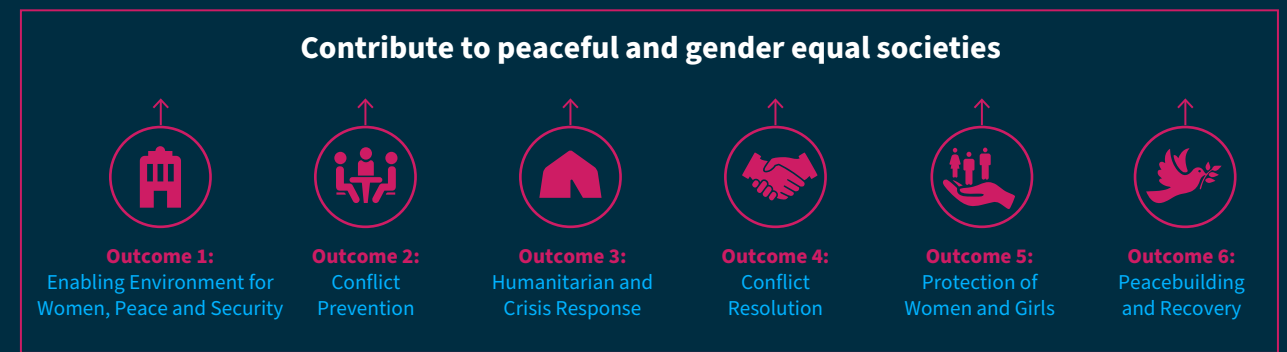 Contribute to peaceful and gender equal societies
Outcome 1:
Enabling Environment for
Women, Peace and Security
Outcome 2:
Conflict
Prevention
Outcome 3:
Humanitarian and
Crisis Response
Outcome 4:
Conflict
Resolution
Outcome 5:
Protection of
Women and Girls
Outcome 6:
Peacebuilding
and Recovery